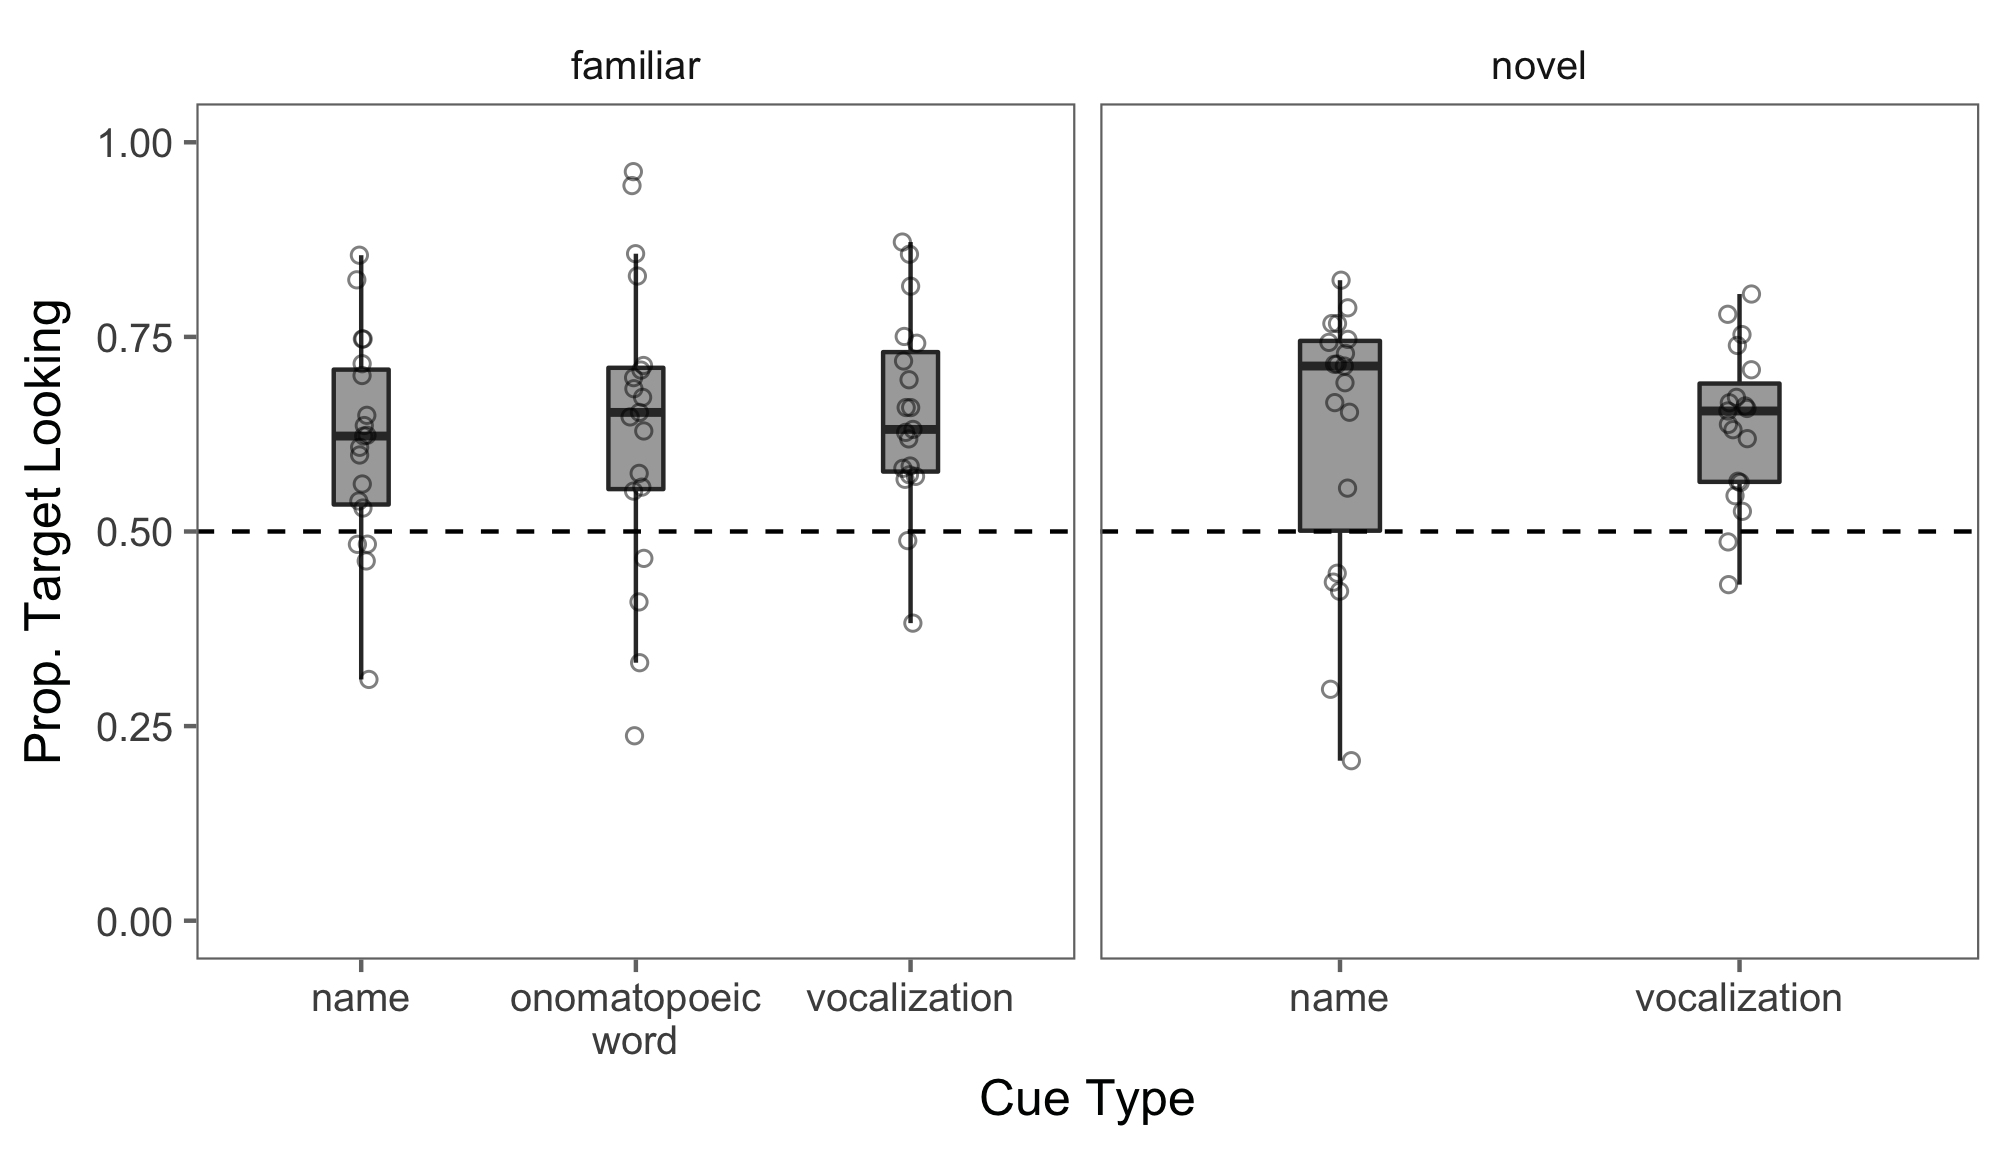 familiar
novel
Prop. Target Looking
1.00
0.75
0.50
0.25
0.00
name
onomatopoeic
word
vocalization
name
vocalization
Cue Type